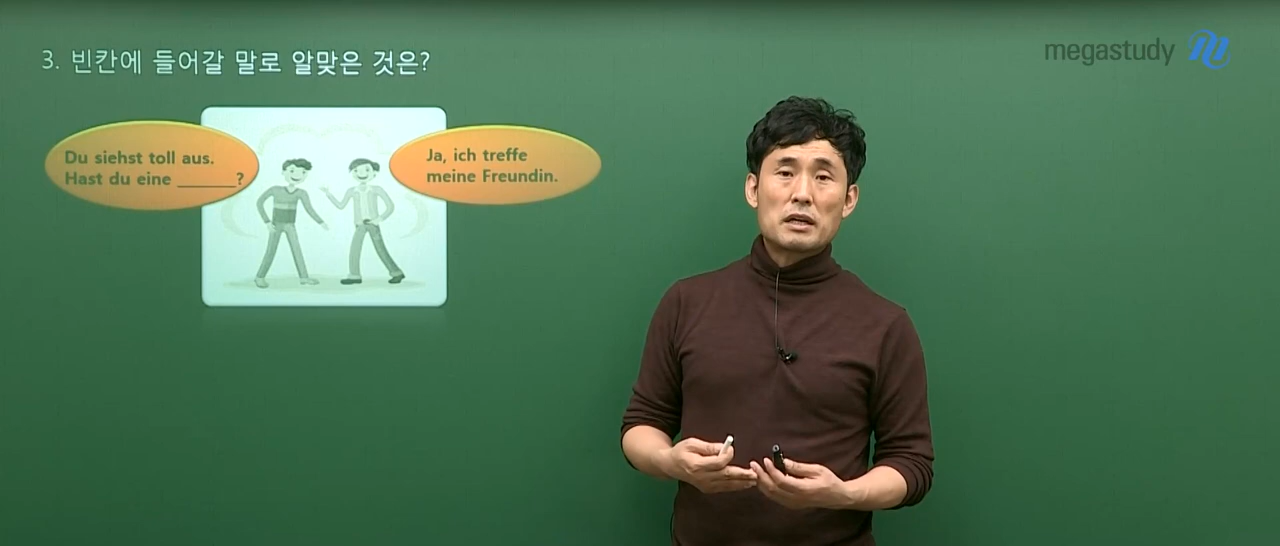 3. 빈칸에 들어갈 말로 알맞은 것은?
megastudy
Du siehst toll aus.
Hast du eine ______?
Ja, ich treffe
meine Freundin.